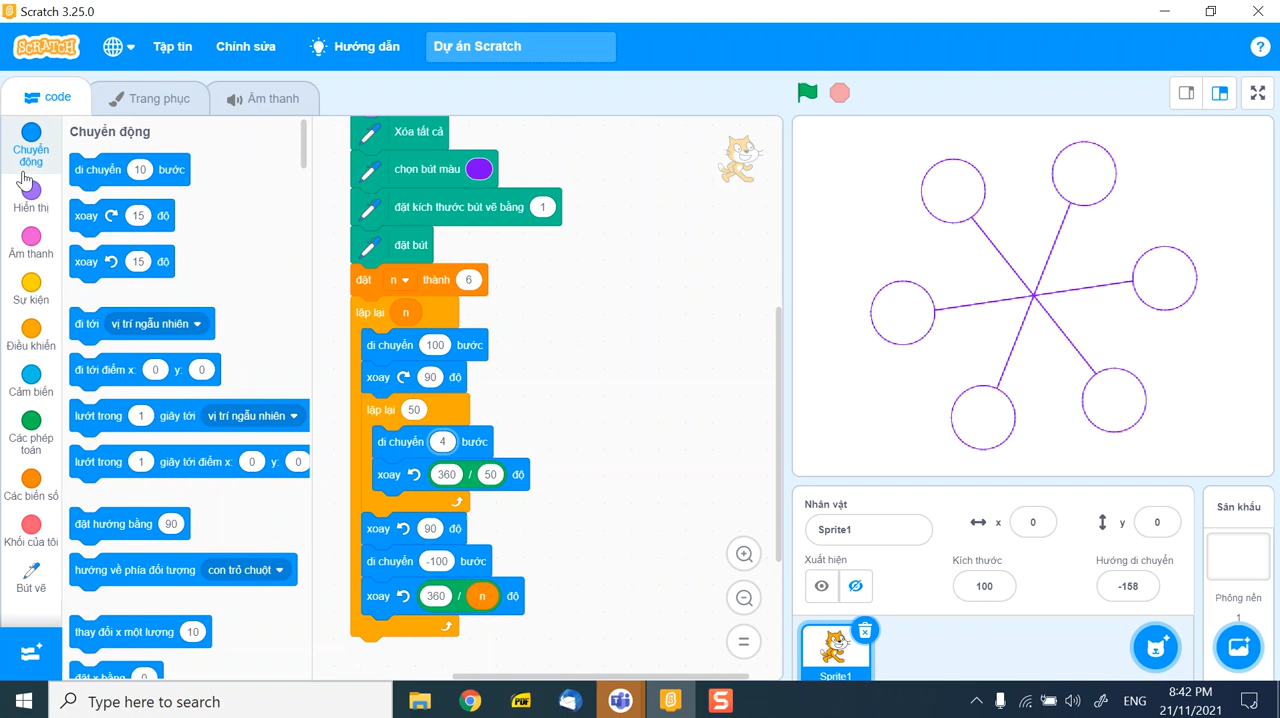 Scratch 3.25.0
SCRATCH
Tập tin
Chỉnh sửa
Hướng dẫn
Dự án Scratch
?
code
Trang phục
Âm thanh
Chuyển động
Hiển thị
Âm thanh
Sự kiện
Điều khiển
Cảm biến
Các phép toán
Các biến số
Khối của tôi
Bút vẽ
Chuyển động
di chuyển 10 bước
xoay 15 độ
xoay 15 độ
đi tới vị trí ngẫu nhiên
đi tới điểm x: 0 y: 0
lướt trong 1 giây tới vị trí ngẫu nhiên
lướt trong 1 giây tới điểm x: 0 y: 0
đặt hướng bằng 90
hướng về phía đối tượng con trỏ chuột
thay đổi x một lượng 10
đặt x bằng 0
Xóa tất cả
chọn bút màu
đặt kích thước bút vẽ bằng 1
đặt bút
đặt n thành 6
lặp lại n
di chuyển 100 bước
xoay 90 độ
lặp lại 50
di chuyển 4 bước
xoay 360 / 50 độ
xoay 90 độ
di chuyển -100 bước
xoay 360 / n độ
Nhân vật
Sprite1
x 0
y 0
Xuất hiện
Kích thước
100
Hướng di chuyển
-158
Sprite1
Sân khấu
Phông nền
1
Type here to search
PDF
S
ENG
8:42 PM
21/11/2021